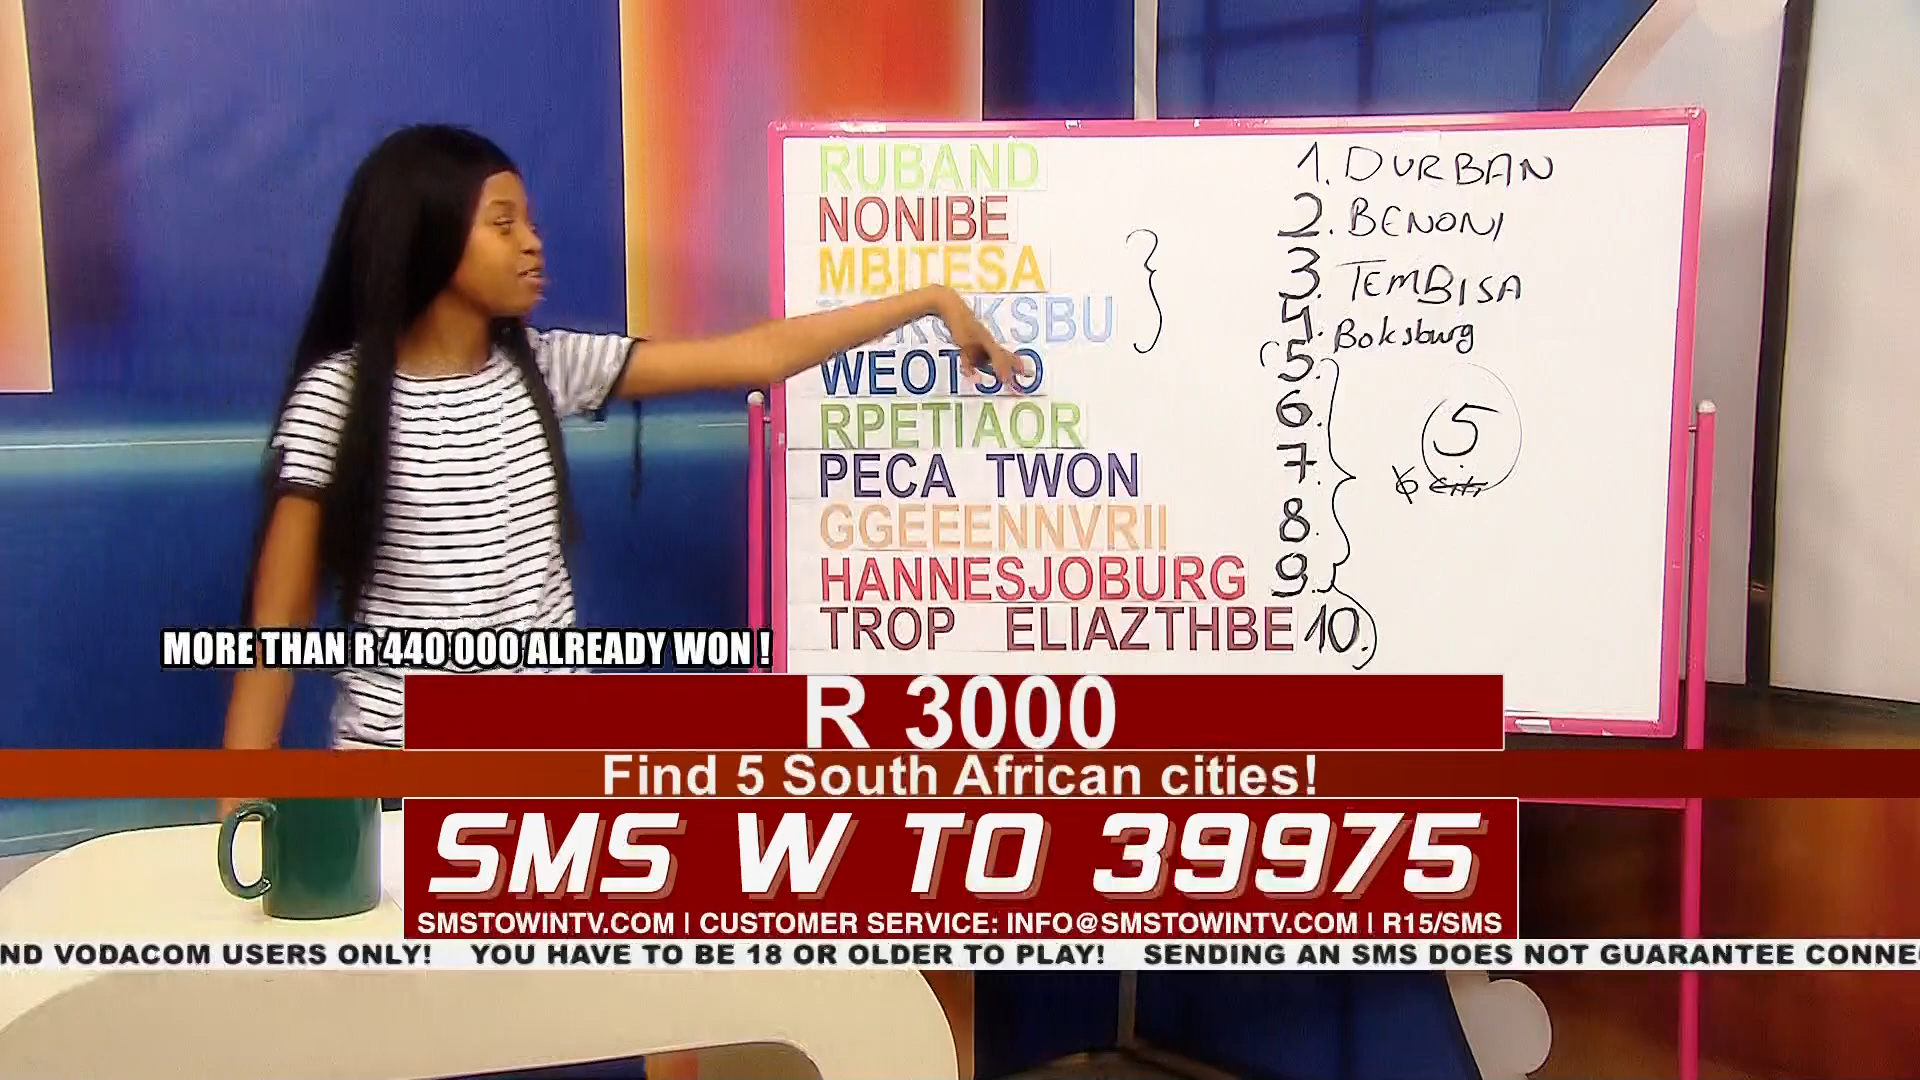 RUBAND
NONIBE
MBITESA
KSBU
WEOTSO
RPETIAOR
PECA TWON
GGEEENNVRII
HANNESJOBURG
TROP ELIAZTHBE
1. DURBAN
2. BENONI
3. TEMBISA
4. Boksburg
5.
6.
7.
8.
9.
10.
5
MORE THAN R 440 000 ALREADY WON !
R 3000
Find 5 South African cities!
SMS W TO 39975
SMSTOWINTV.COM | CUSTOMER SERVICE: INFO@SMSTOWINTV.COM | R15/SMS
ND VODACOM USERS ONLY! YOU HAVE TO BE 18 OR OLDER TO PLAY! SENDING AN SMS DOES NOT GUARANTEE CONNE